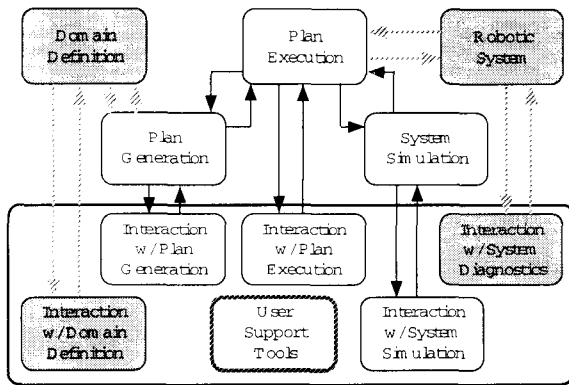 Domain
Definition
Plan
Execution
Robotic
System
Plan
Generation
System
Simulation
Interaction
w/Plan
Generation
Interaction
w/Plan
Execution
Interaction
w/System
Diagnostics
Interaction
w/Domain
Definition
User
Support
Tools
Interaction
w/System
Simulation